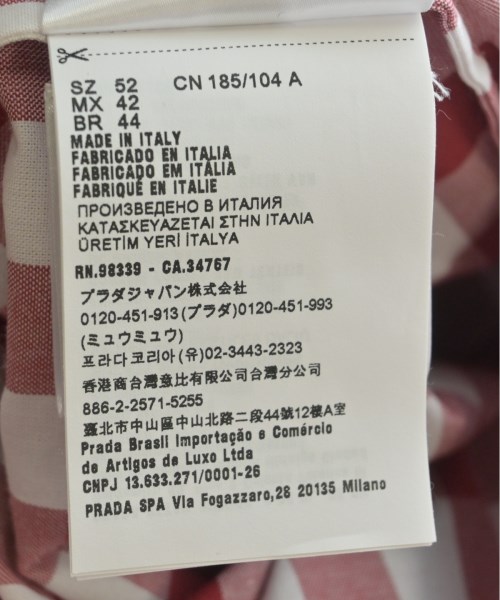 SZ 52 CN 185/104 A
MX 42
BR 44
MADE IN ITALY
FABRICADO EN ITALIA
FABRICADO EM ITÁLIA
FABRIQUÉ EN ITALIE
ПРОИЗВЕДЕНО В ИТАЛИЯ
ΚΑΤΑΣΚΕΥΑΖΕΤΑΙ ΣΤΗΝ ΙΤΑΛΙΑ
ÜRETİM YERİ İTALYA
RN.98339 - CA.34767
プラダジャパン株式会社
0120-451-913 (プラダ)0120-451-993
(ミュウミュウ)
프라다코리아(유)02-3443-2323
香港商台灣意比有限公司台灣分公司
886-2-2571-5255
臺北市中山區中山北路二段44號12樓A室
Prada Brasil Importação e Comércio
de Artigos de Luxo Ltda
CNPJ 13.633.271/0001-26
PRADA SPA Via Fogazzaro,28 20135 Milano